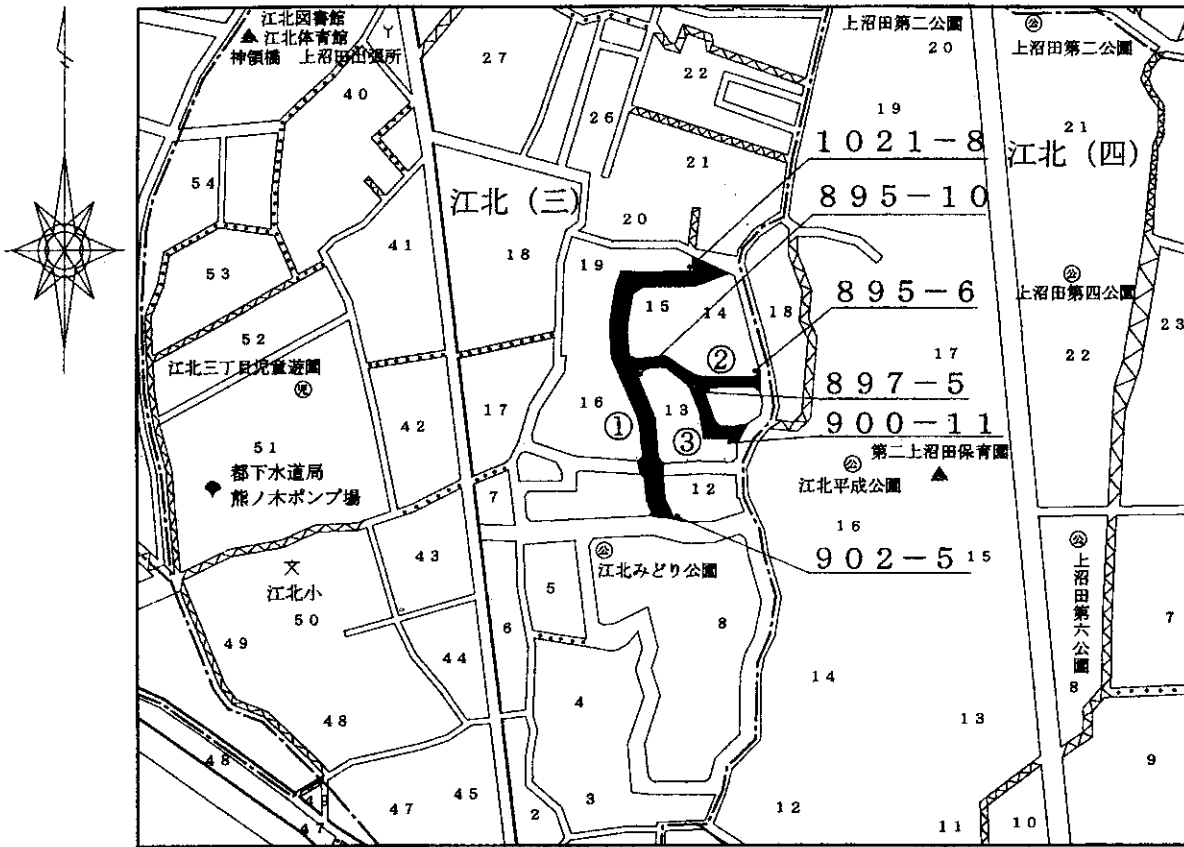 江北図書館
江北体育館
神領橋 上沼田出張所
上沼田第二公園
20
公
上沼田第二公園
27
22
40
19
26
21
1021-8
江北(四)
54
21
895-10
江北(三)
20
41
18
19
53
公
895-6
上沼田第四公園
15
14
18
23
52
②
17
22
江北三丁目児童遊園
児
897-5
16
13
17
①
42
③
900-11
51
第二上沼田保育園
都下水道局
公
熊ノ木ポンプ場
江北平成公園
7
12
16
43
公
902-5
15
公
文
江北みどり公園
上沼田第六公園
江北小
5
50
8
7
6
49
44
14
8
4
48
13
9
48
45
3
12
47
2
11
10
47